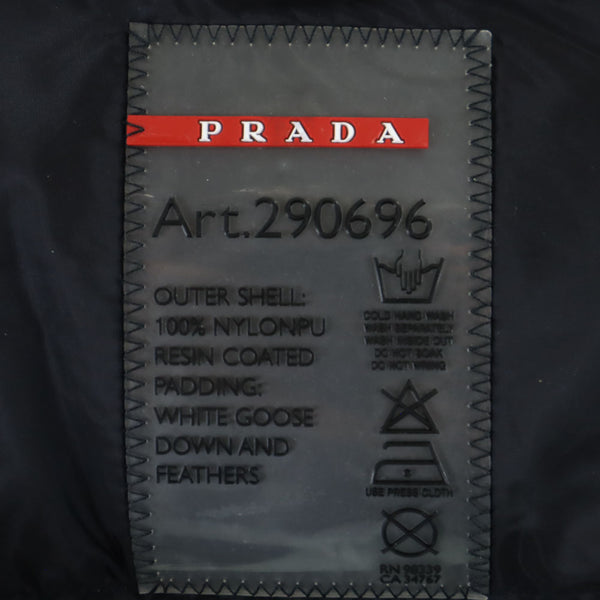 PRADA
Art.290696
OUTER SHELL:
100% NYLONPU
RESIN COATED
PADDING:
WHITE GOOSE
DOWN AND
FEATHERS
COLD HAND WASH
WASH SEPARATELY
WASH INSIDE OUT
DO NOT SOAK
DO NOT WRING
S
USE PRESS CLOTH
RN 98339
CA 34767